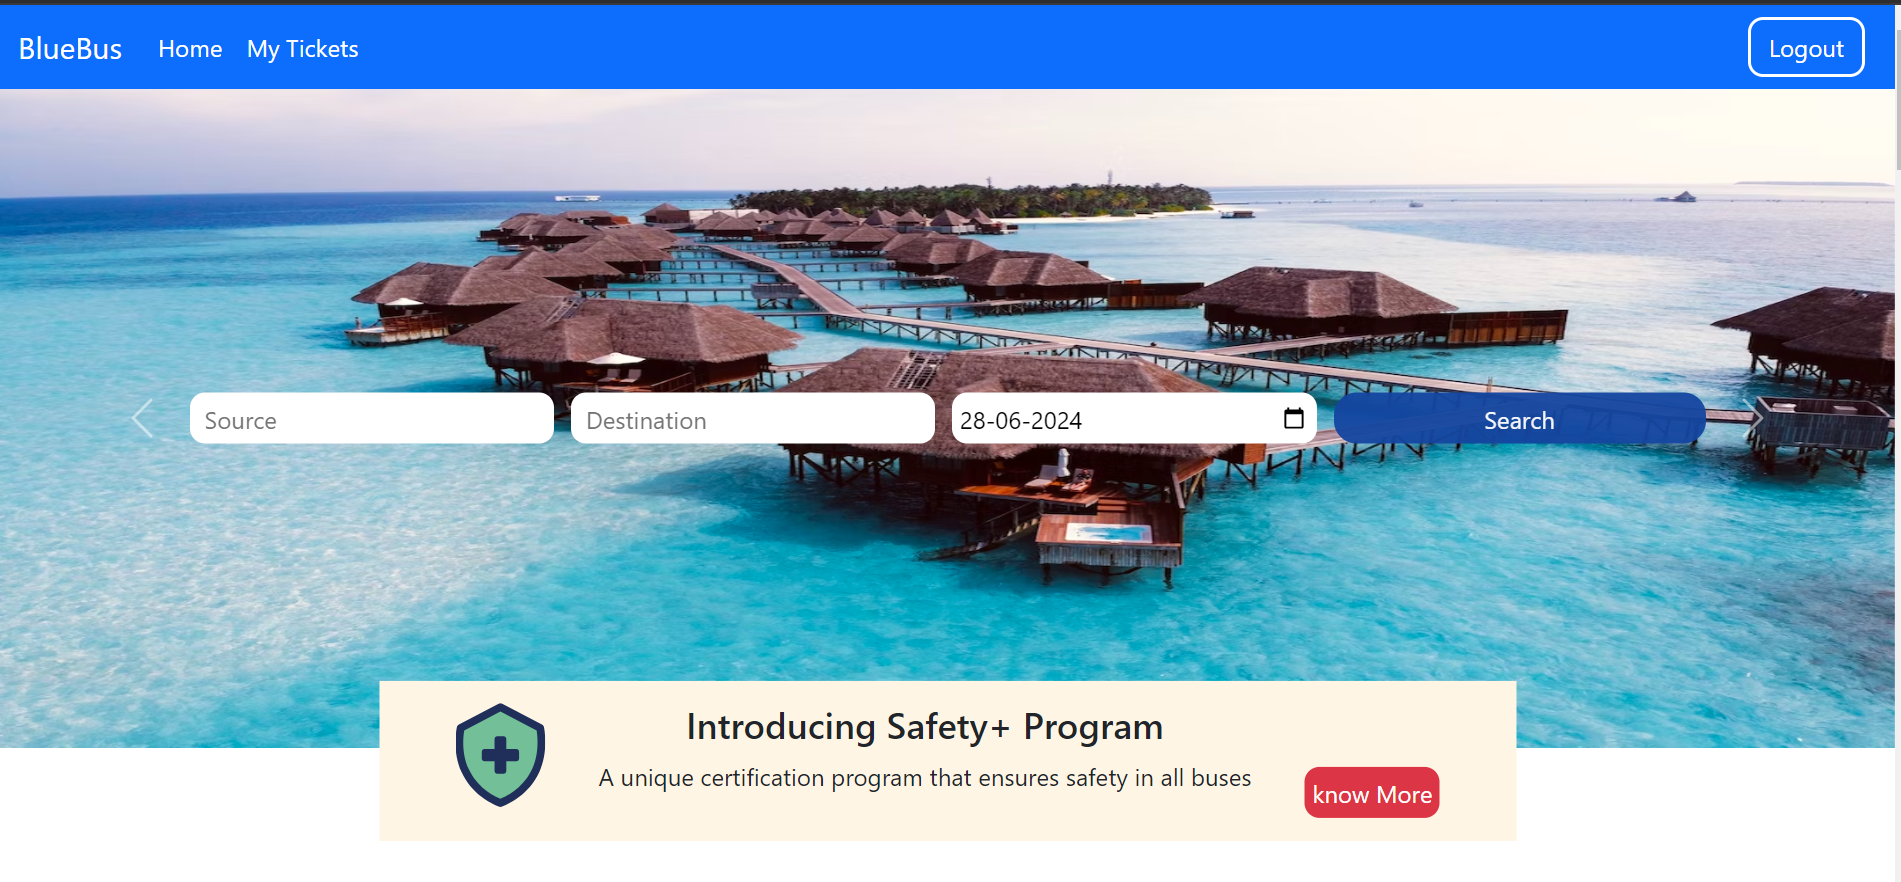 BlueBus Home My Tickets Logout
Source Destination 28-06-2024 Search
Introducing Safety+ Program
A unique certification program that ensures safety in all buses
know More